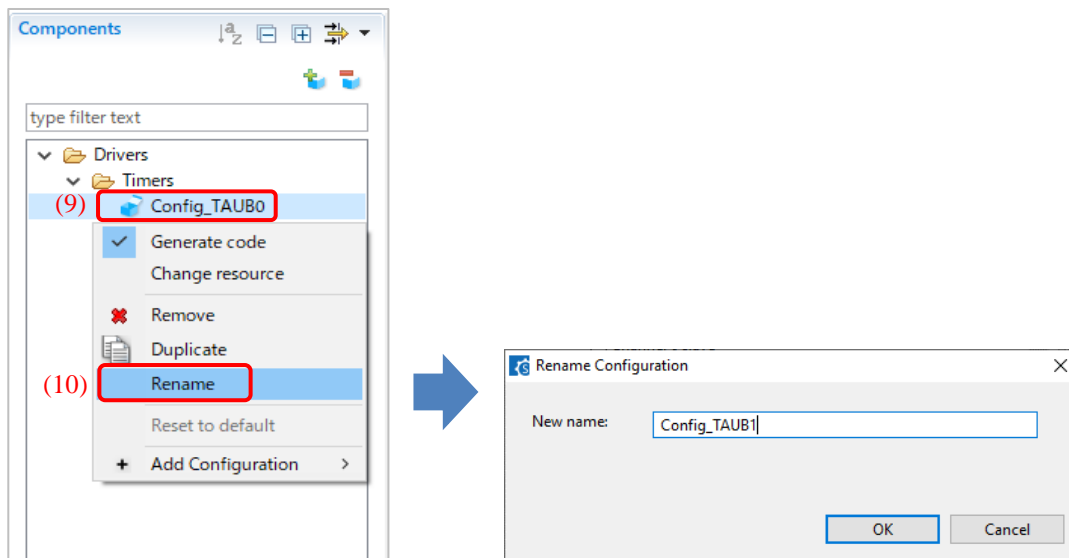 Components
type filter text
Drivers
Timers
(9) Config_TAUB0
Generate code
Change resource
Remove
Duplicate
(10) Rename
Reset to default
+ Add Configuration >
Rename Configuration
New name: Config_TAUB1
OK Cancel